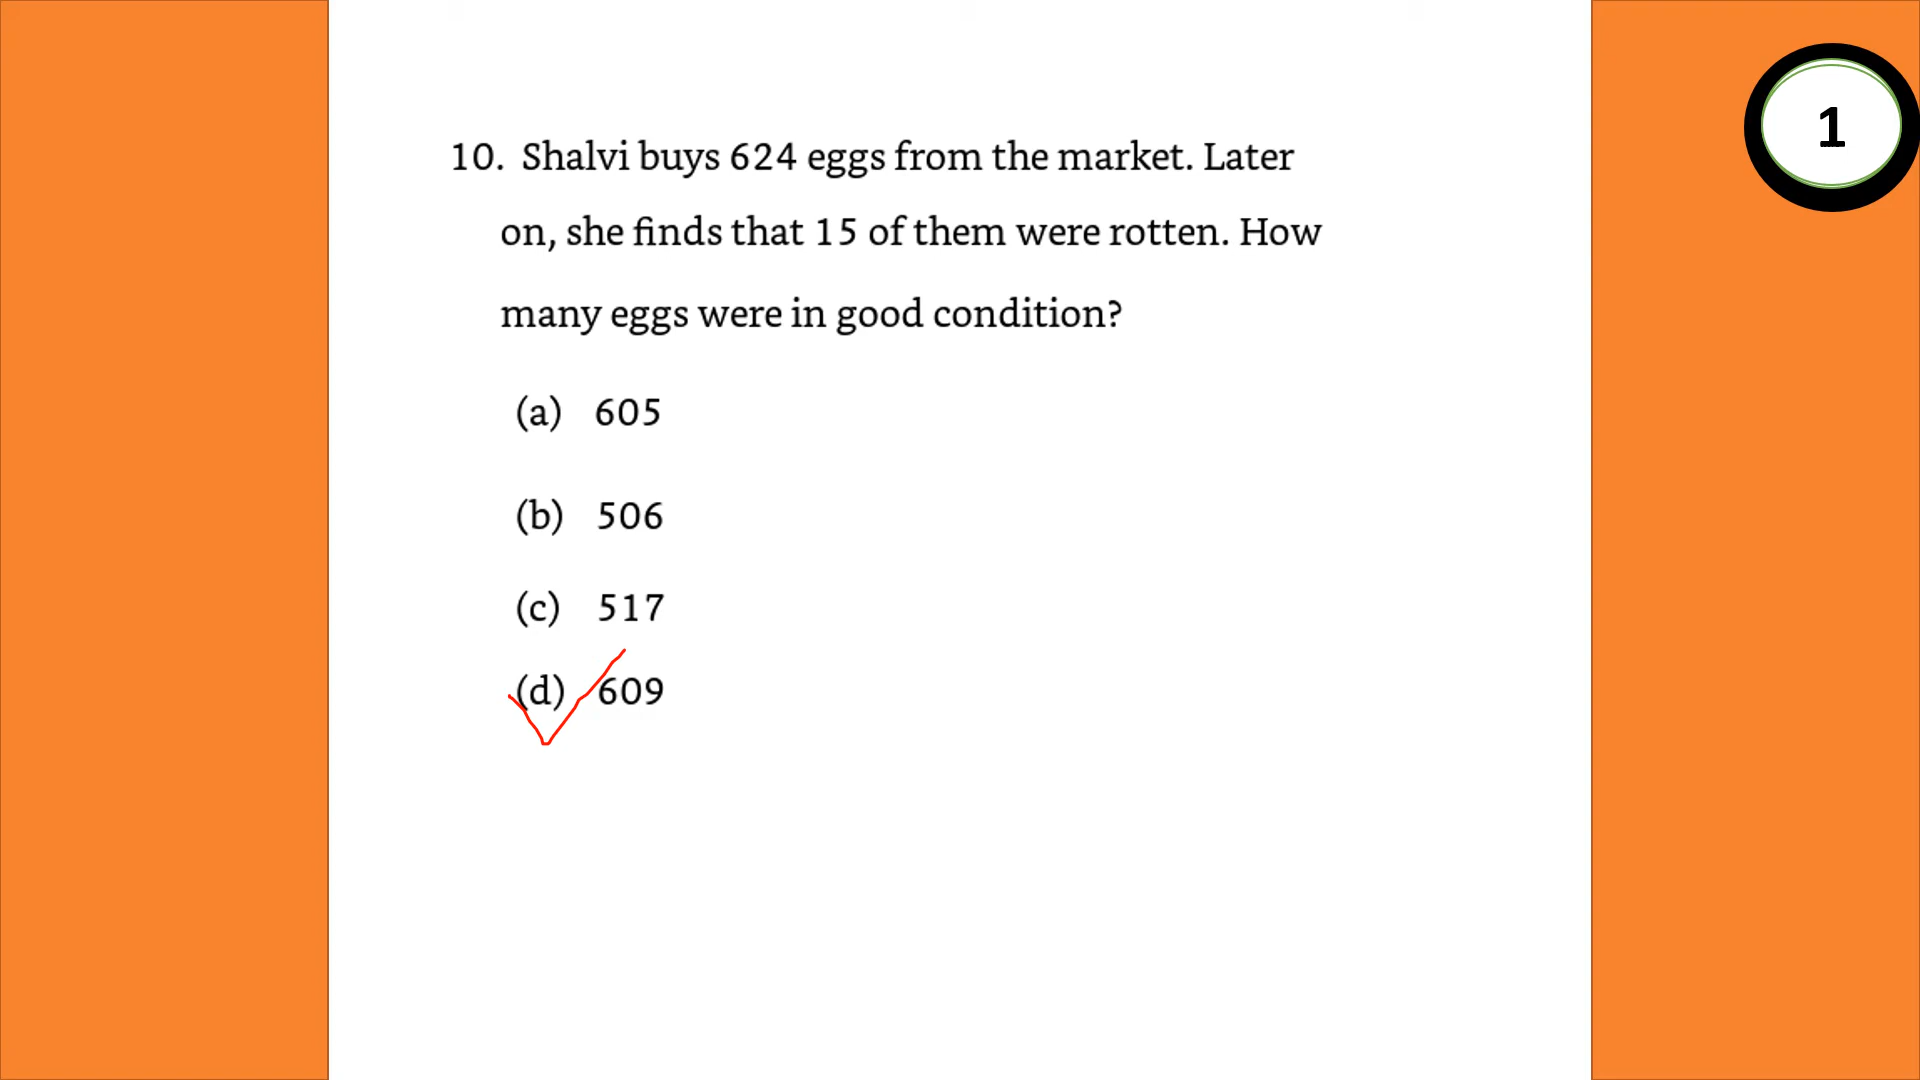 1
10. Shalvi buys 624 eggs from the market. Later
on, she finds that 15 of them were rotten. How
many eggs were in good condition?
(a) 605
(b) 506
(c) 517
(d) 609